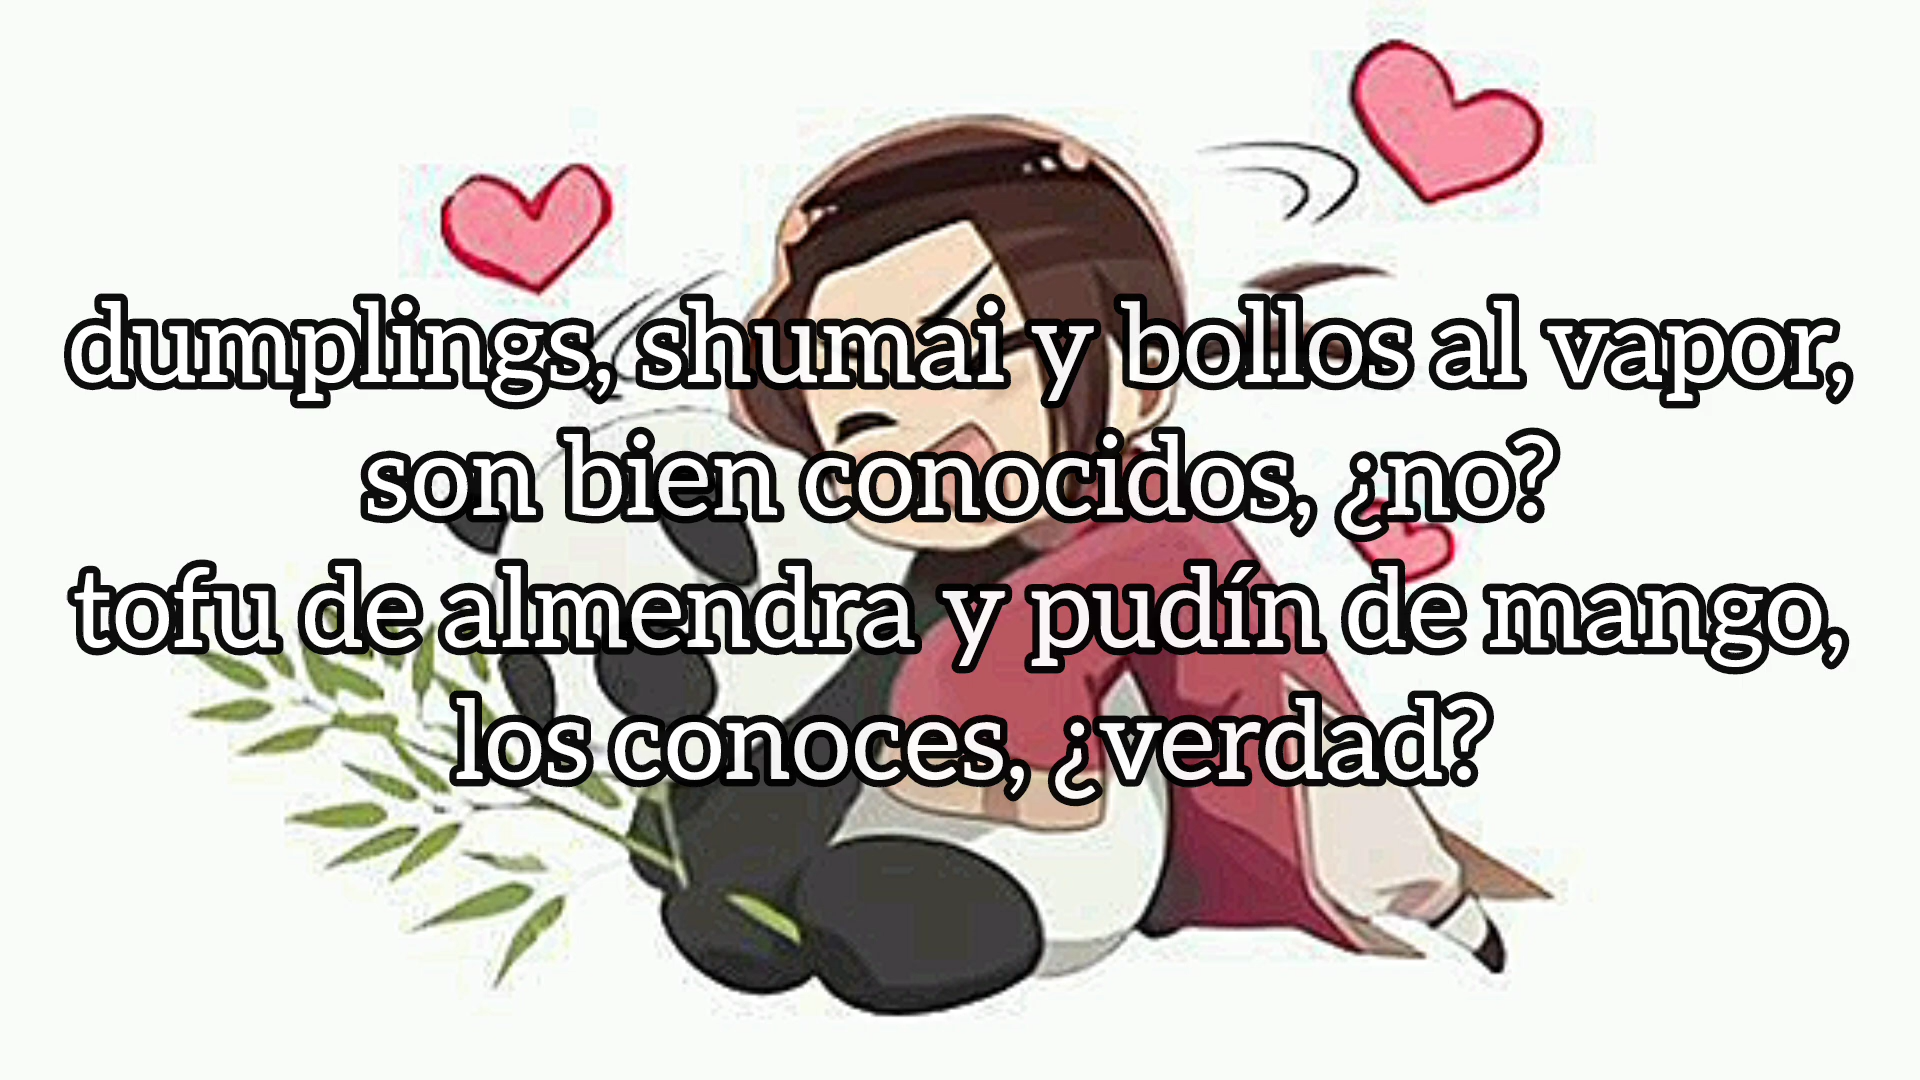 dumplings, shumai y bollos al vapor,
son bien conocidos, ¿no?
tofu de almendra y pudín de mango,
los conoces, ¿verdad?